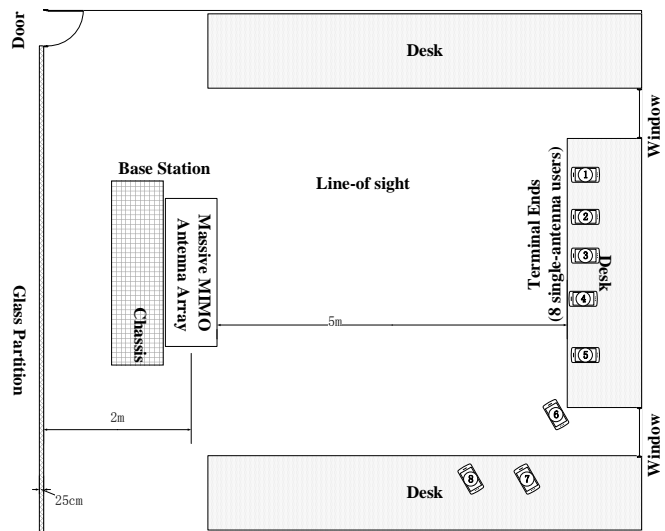 Door
Desk
Window
Base Station
Line-of sight
Terminal Ends
(8 single-antenna users)
1
2
3
4
5
6
7
8
Desk
Massive MIMO
Antenna Array
Chassis
5m
Glass Partition
2m
Window
25cm
Desk